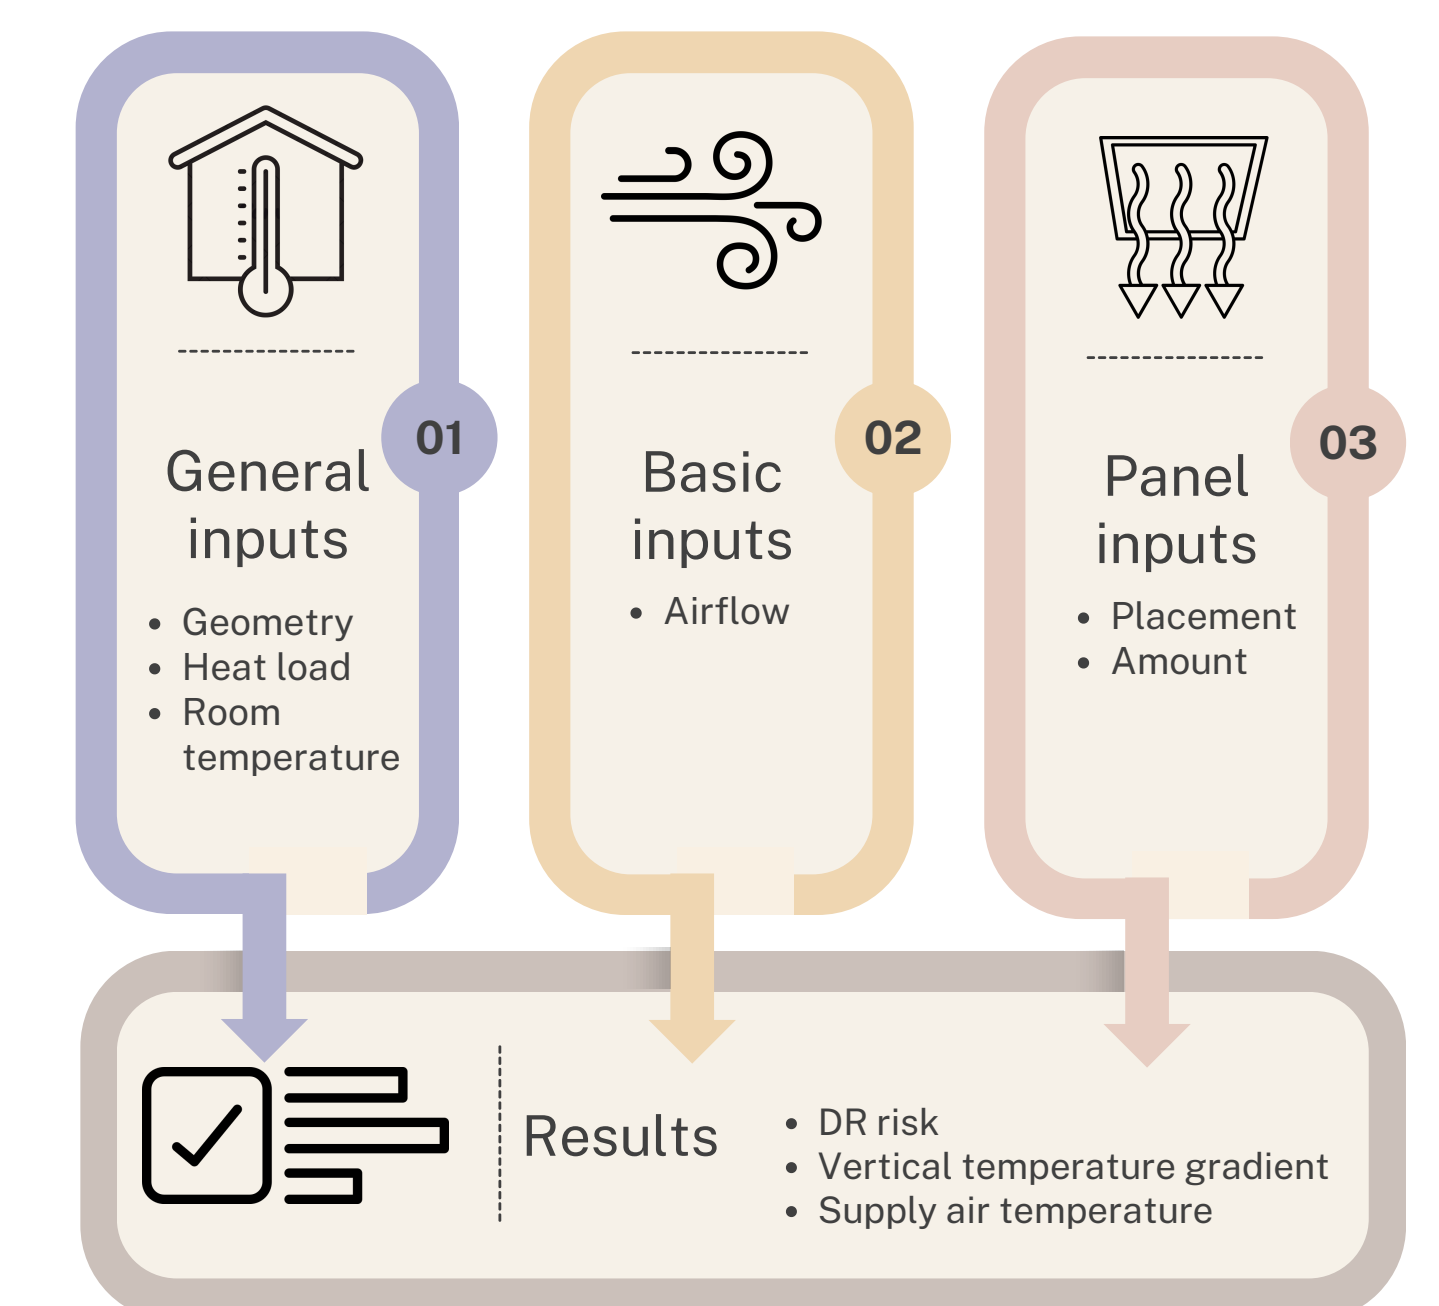 01
General
inputs
• Geometry
• Heat load
• Room
temperature
02
Basic
inputs
• Airflow
03
Panel
inputs
• Placement
• Amount
Results
• DR risk
• Vertical temperature gradient
• Supply air temperature